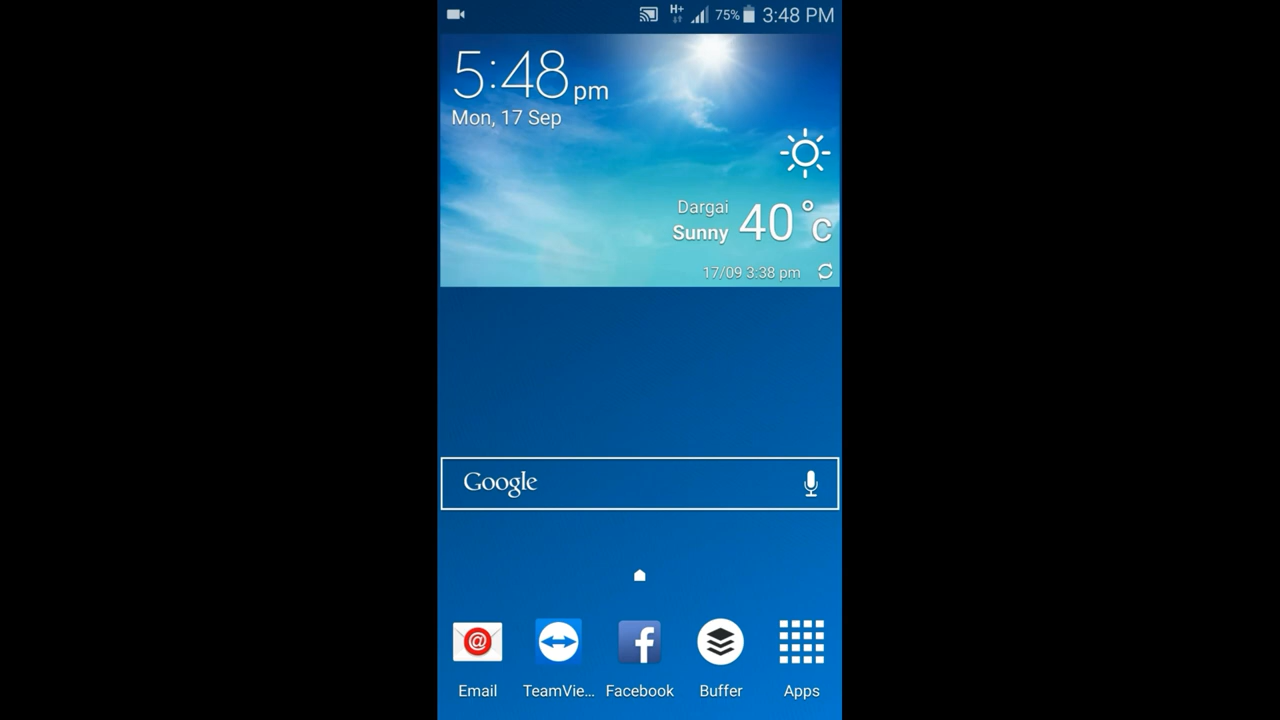 H+ 75% 3:48 PM
5:48 pm
Mon, 17 Sep
Dargai
Sunny 40°c
17/09 3:38 pm
Google
Email TeamVie... Facebook Buffer Apps